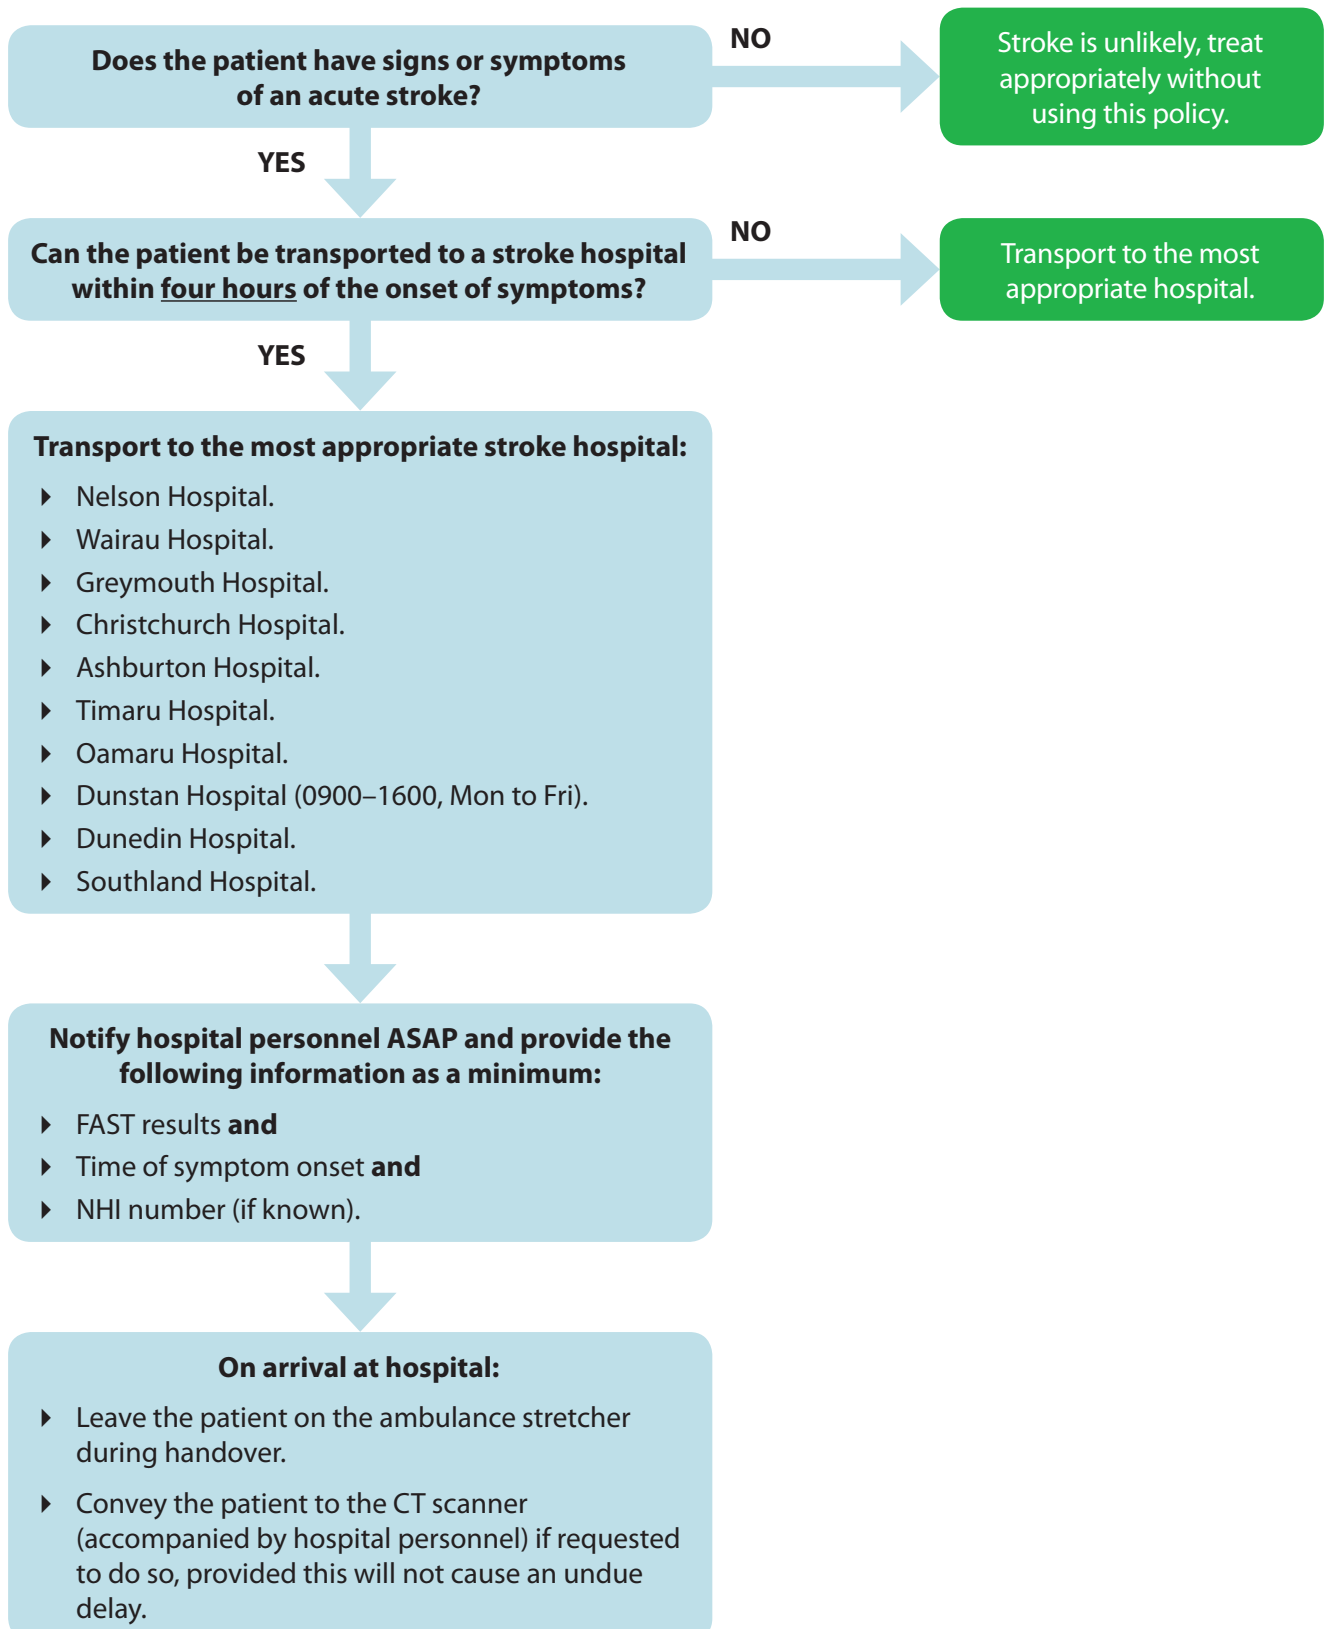 Does the patient have signs or symptoms
of an acute stroke?
NO
Stroke is unlikely, treat
appropriately without
using this policy.
YES
Can the patient be transported to a stroke hospital
within four hours of the onset of symptoms?
NO
Transport to the most
appropriate hospital.
YES
Transport to the most appropriate stroke hospital:
Nelson Hospital.
Wairau Hospital.
Greymouth Hospital.
Christchurch Hospital.
Ashburton Hospital.
Timaru Hospital.
Oamaru Hospital.
Dunstan Hospital (0900–1600, Mon to Fri).
Dunedin Hospital.
Southland Hospital.
Notify hospital personnel ASAP and provide the
following information as a minimum:
FAST results and
Time of symptom onset and
NHI number (if known).
On arrival at hospital:
Leave the patient on the ambulance stretcher
during handover.
Convey the patient to the CT scanner
(accompanied by hospital personnel) if requested
to do so, provided this will not cause an undue
delay.